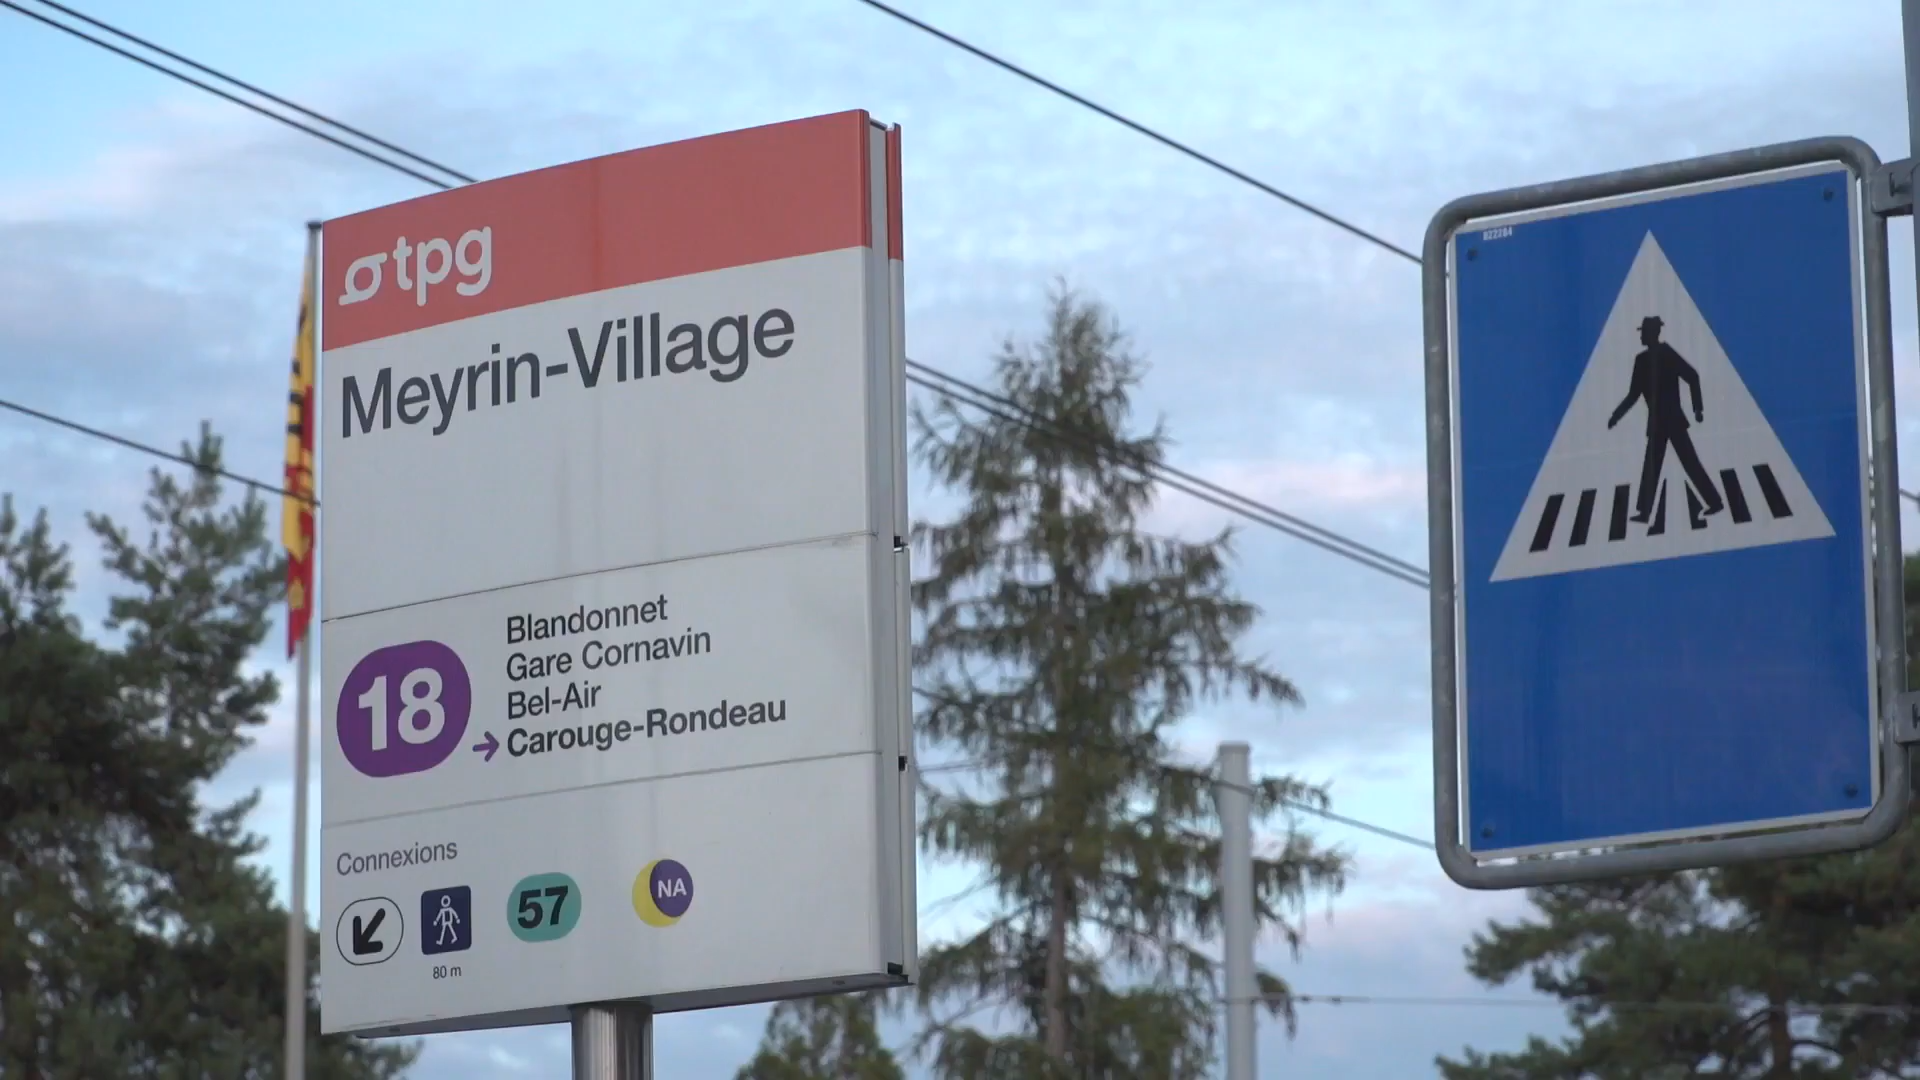 tpg
Meyrin-Village
18
Blandonnet
Gare Cornavin
Bel-Air
→ Carouge-Rondeau
Connexions
57
NA
80 m